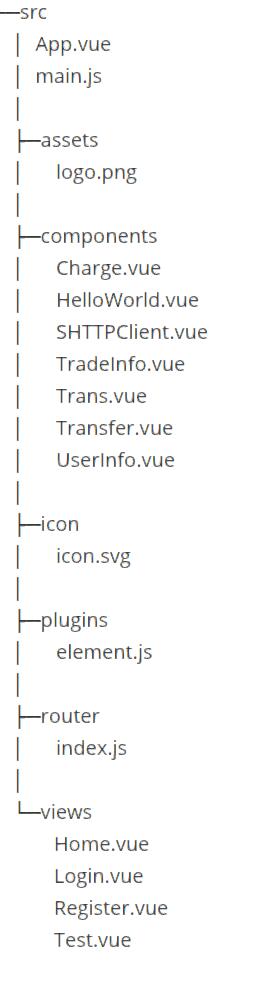 ──src
│ App.vue
│ main.js
│
├─assets
│ logo.png
│
├─components
│ Charge.vue
│ HelloWorld.vue
│ SHTTPClient.vue
│ TradeInfo.vue
│ Trans.vue
│ Transfer.vue
│ UserInfo.vue
│
├─icon
│ icon.svg
│
├─plugins
│ element.js
│
├─router
│ index.js
│
└─views
Home.vue
Login.vue
Register.vue
Test.vue